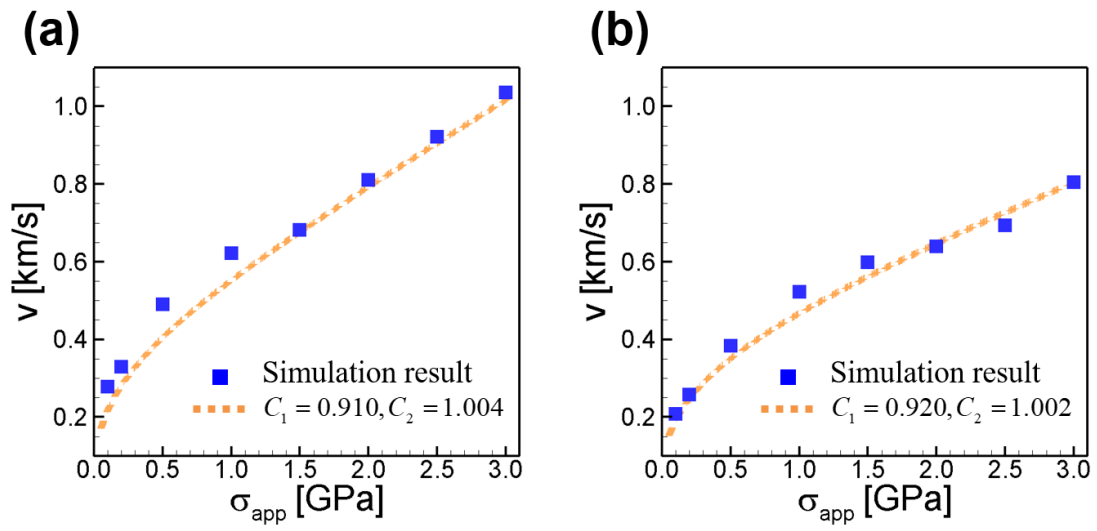 (a)
v [km/s]
1.0
0.8
0.6
0.4
0.2
0.0 0.5 1.0 1.5 2.0 2.5 3.0
σapp [GPa]
Simulation result
C1 = 0.910, C2 = 1.004
(b)
v [km/s]
1.0
0.8
0.6
0.4
0.2
0.0 0.5 1.0 1.5 2.0 2.5 3.0
σapp [GPa]
Simulation result
C1 = 0.920, C2 = 1.002